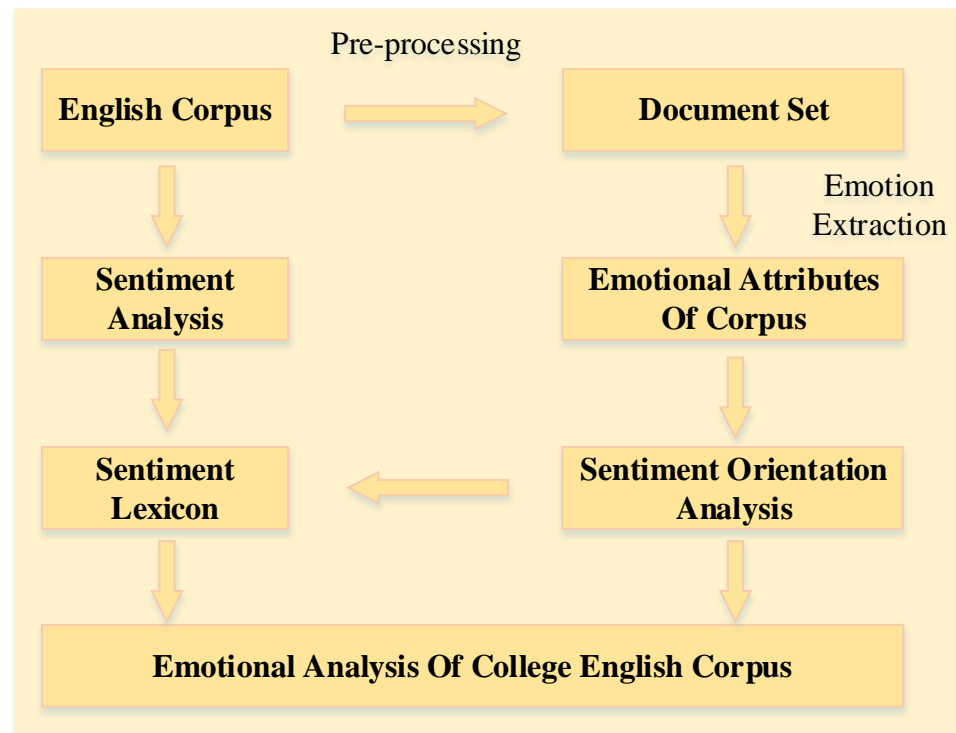 Pre-processing
English Corpus
Document Set
Emotion
Extraction
Sentiment
Analysis
Emotional Attributes
Of Corpus
Sentiment
Lexicon
Sentiment Orientation
Analysis
Emotional Analysis Of College English Corpus